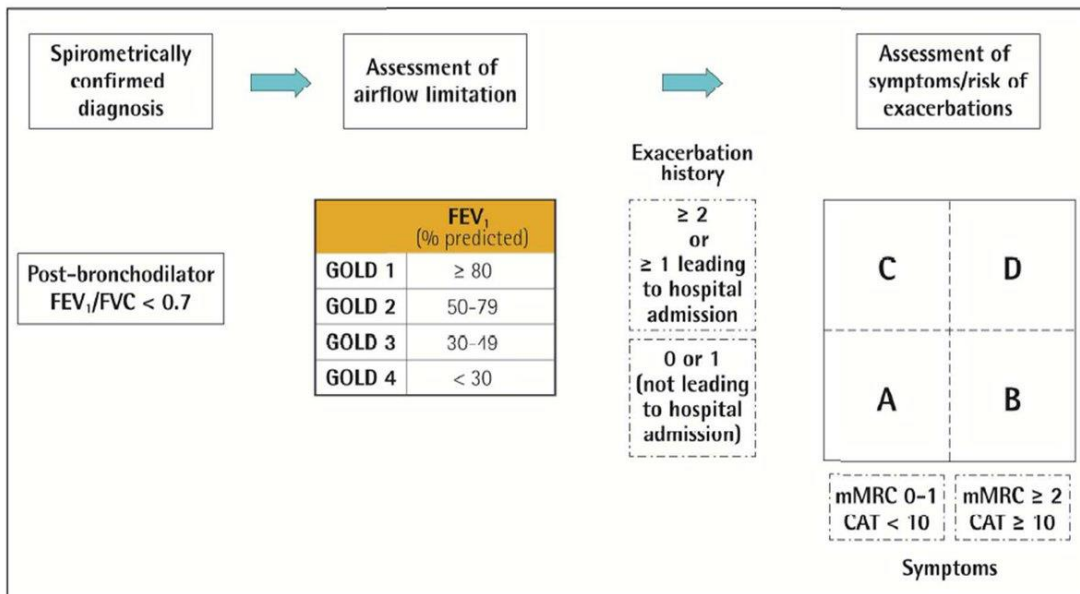 Spirometrically
confirmed
diagnosis
Assessment of
airflow limitation
Assessment of
symptoms/risk of
exacerbations
Post-bronchodilator
FEV₁/FVC < 0.7
FEV₁
(% predicted)
GOLD 1 ≥ 80
GOLD 2 50-79
GOLD 3 30-49
GOLD 4 < 30
Exacerbation
history
≥ 2
or
≥ 1 leading
to hospital
admission
0 or 1
(not leading
to hospital
admission)
C D
A B
mMRC 0-1
CAT < 10
mMRC ≥ 2
CAT ≥ 10
Symptoms